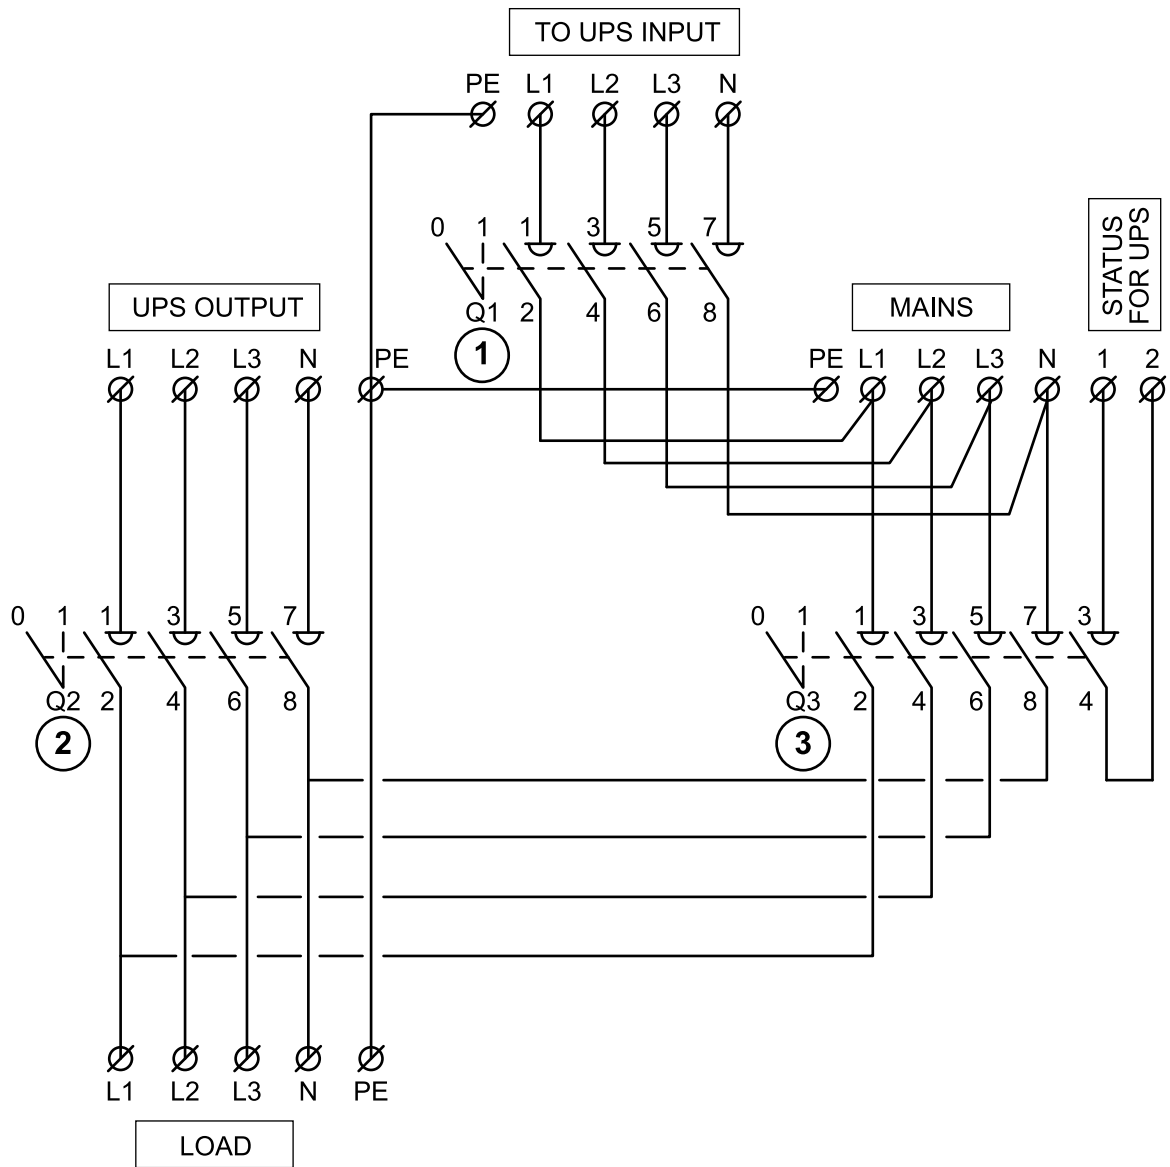 TO UPS INPUT
PE L1 L2 L3 N
0 1 1 3 5 7
Q1 2 4 6 8
1
UPS OUTPUT
L1 L2 L3 N PE
MAINS
PE L1 L2 L3 N
STATUS
FOR UPS
1 2
0 1 1 3 5 7
Q2 2 4 6 8
2
0 1 1 3 5 7 3
Q3 2 4 6 8 4
3
L1 L2 L3 N PE
LOAD